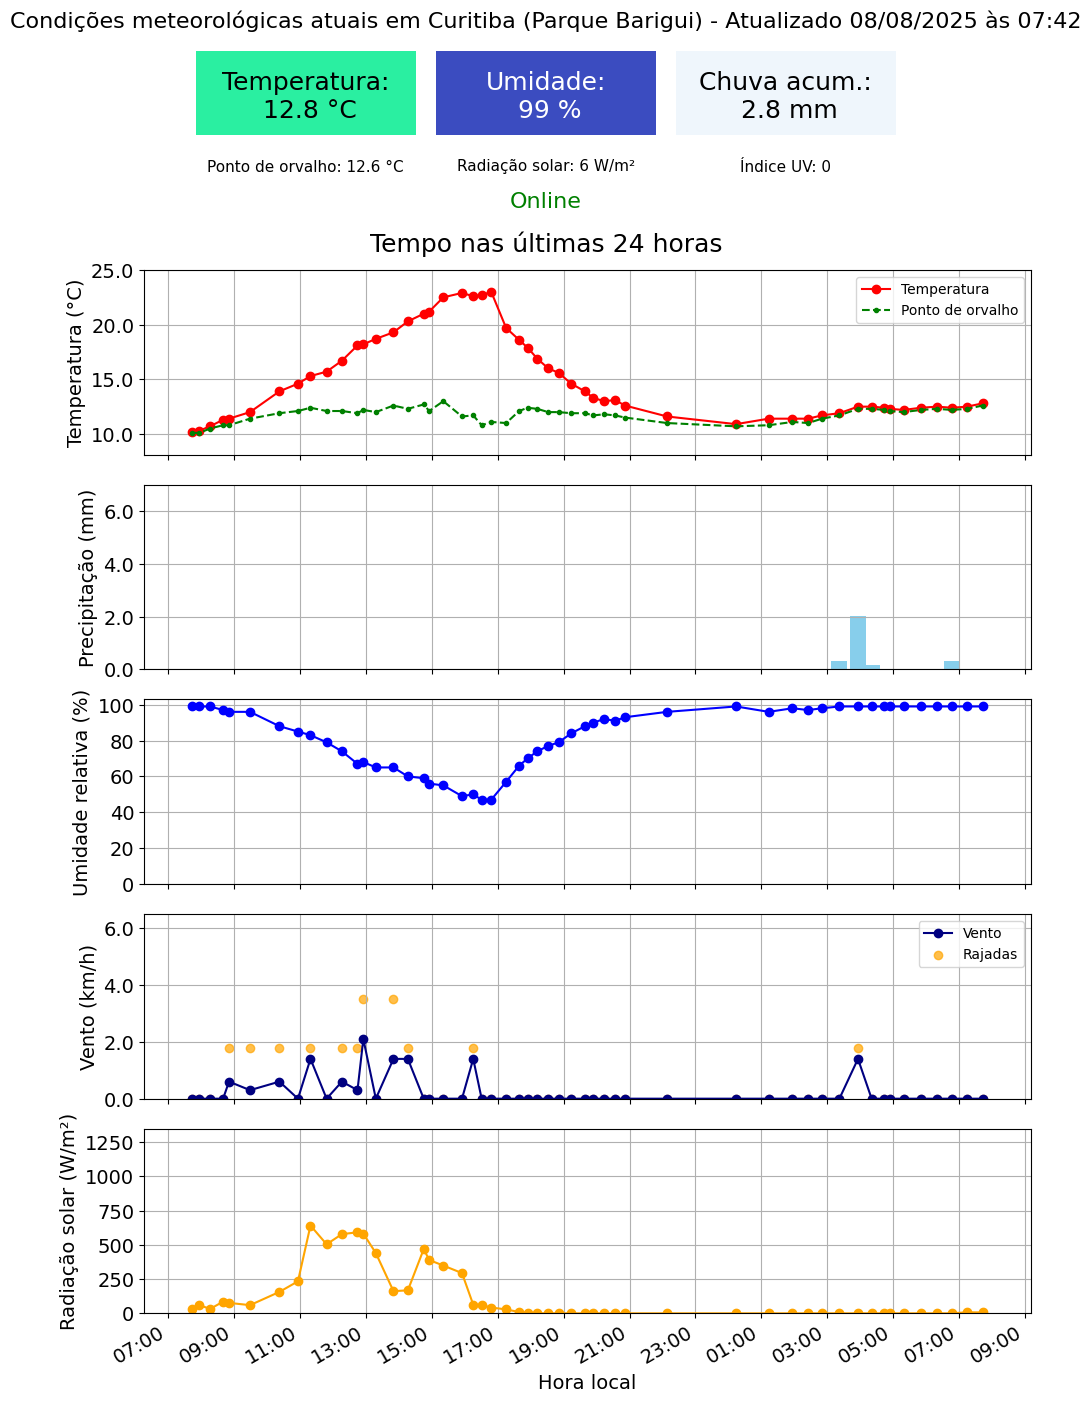 Condições meteorológicas atuais em Curitiba (Parque Barigui) - Atualizado 08/08/2025 às 07:42
Temperatura:
12.8 °C
Umidade:
99 %
Chuva acum.:
2.8 mm
Ponto de orvalho: 12.6 °C
Radiação solar: 6 W/m²
Índice UV: 0
Online
Tempo nas últimas 24 horas
Temperatura (°C)
25.0
20.0
15.0
10.0
Temperatura
Ponto de orvalho
Precipitação (mm)
6.0
4.0
2.0
0.0
Umidade relativa (%)
100
80
60
40
20
0
Vento (km/h)
6.0
4.0
2.0
0.0
Vento
Rajadas
Radiação solar (W/m²)
1250
1000
750
500
250
0
07:00
09:00
11:00
13:00
15:00
17:00
19:00
21:00
23:00
01:00
03:00
05:00
07:00
09:00
Hora local